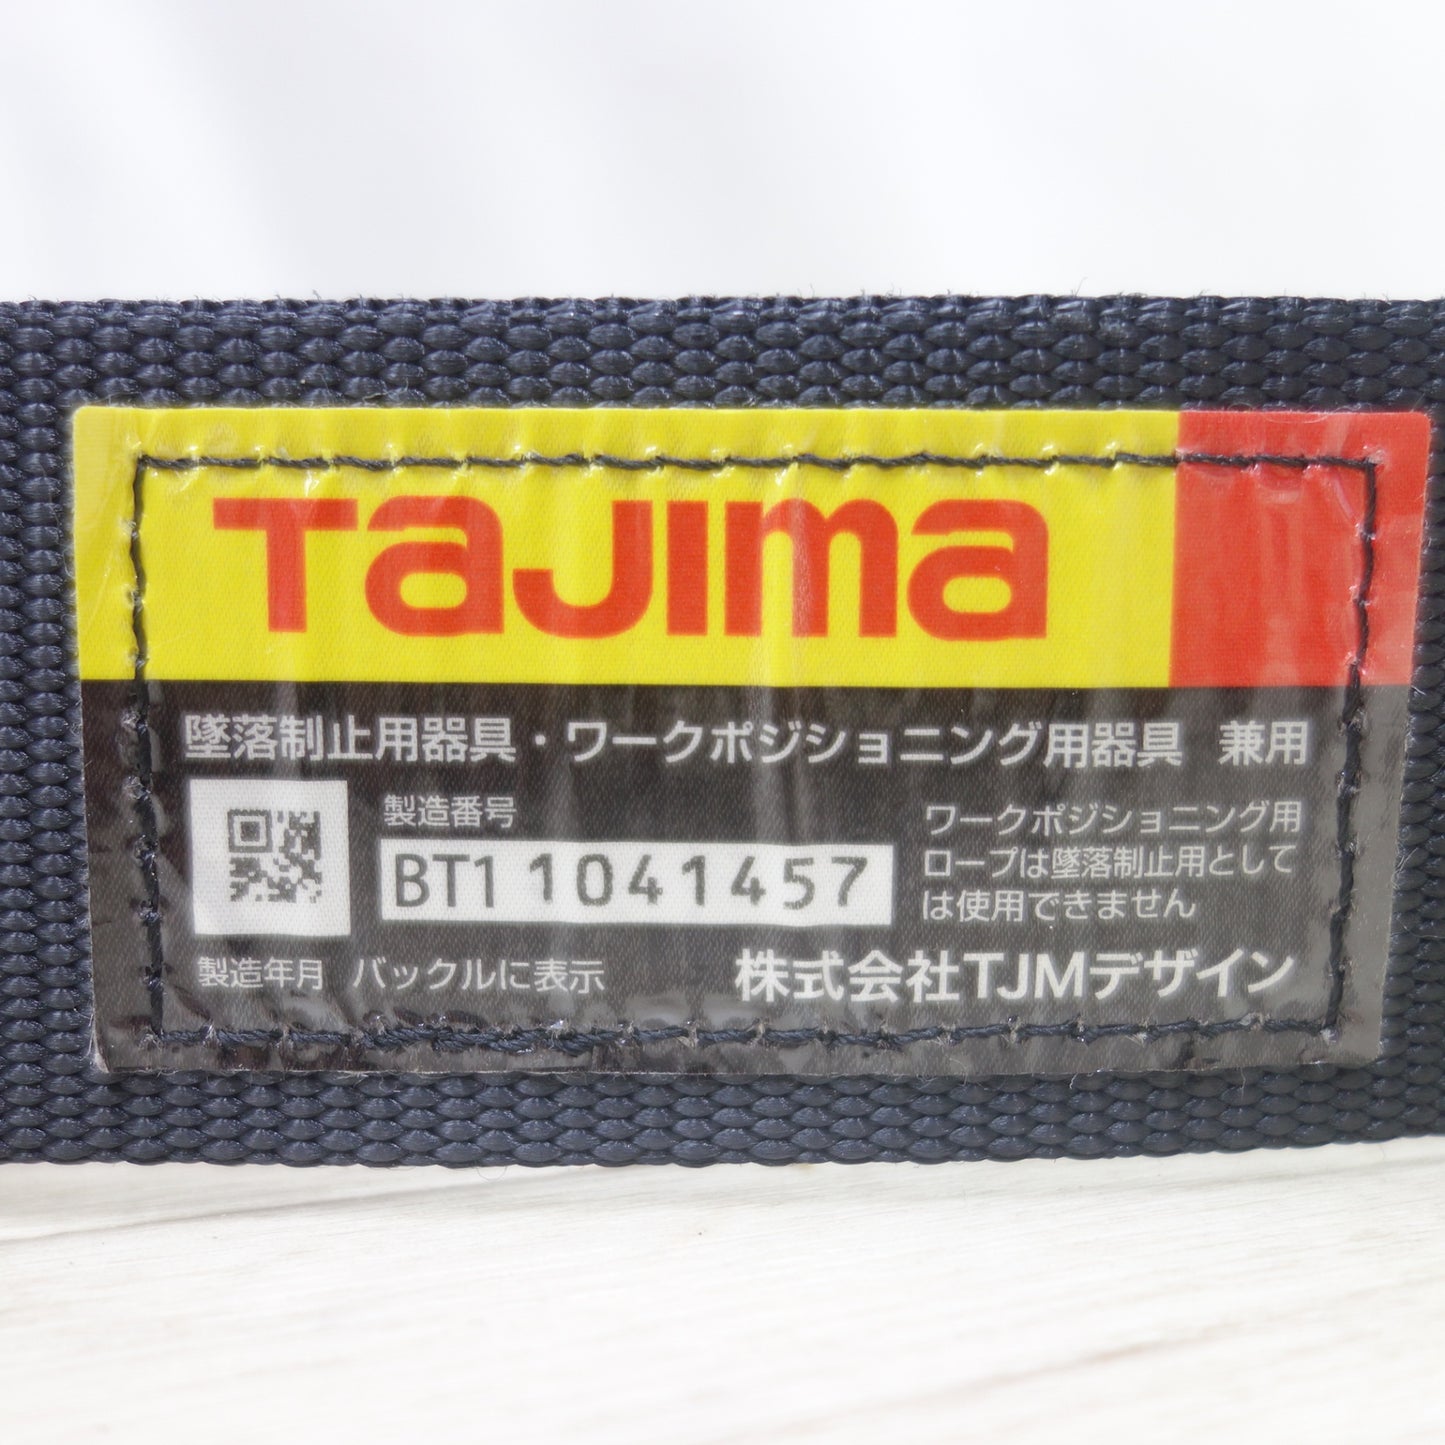 Tajima
墜落制止用器具・ワークポジショニング用器具 兼用
製造番号
BT1 1041457
ワークポジショニング用
ロープは墜落制止用として
は使用できません
製造年月 バックルに表示
株式会社TJMデザイン